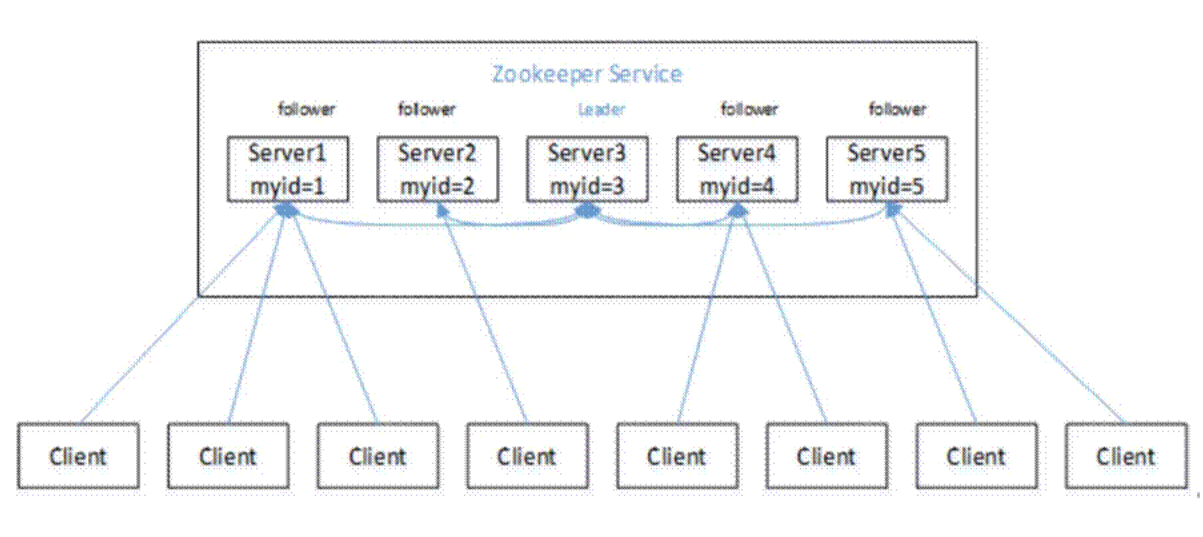 Zookeeper Service
follower follower Leader follower follower
Server1 Server2 Server3 Server4 Server5
myid=1 myid=2 myid=3 myid=4 myid=5
Client Client Client Client Client Client Client Client